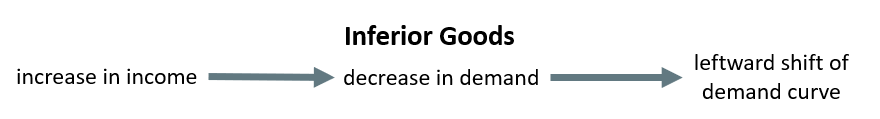 Inferior Goods
increase in income
decrease in demand
leftward shift of
demand curve